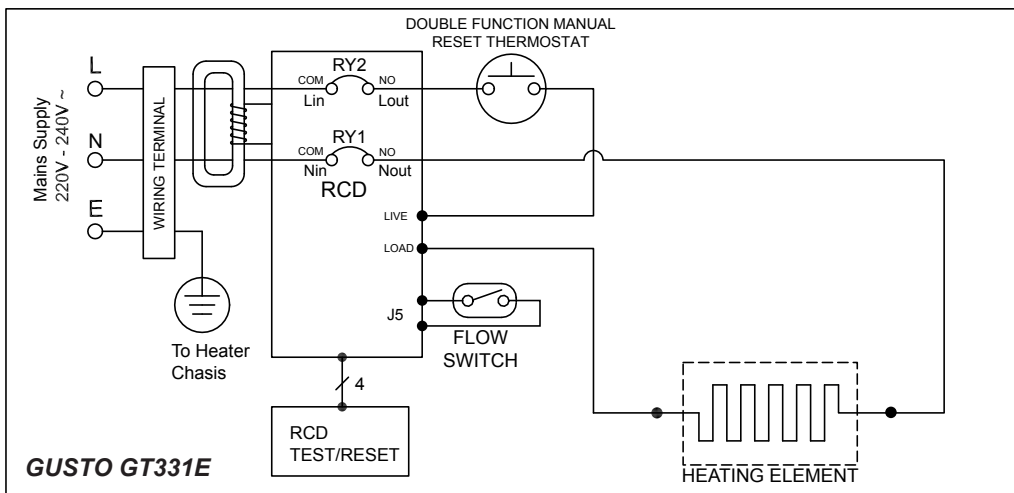 DOUBLE FUNCTION MANUAL
RESET THERMOSTAT
Mains Supply
220V - 240V ~
L
N
E
WIRING TERMINAL
RY2
COM
NO
Lin
Lout
RY1
COM
NO
Nin
Nout
RCD
LIVE
LOAD
J5
FLOW
SWITCH
To Heater
Chasis
4
RCD
TEST/RESET
HEATING ELEMENT
GUSTO GT331E